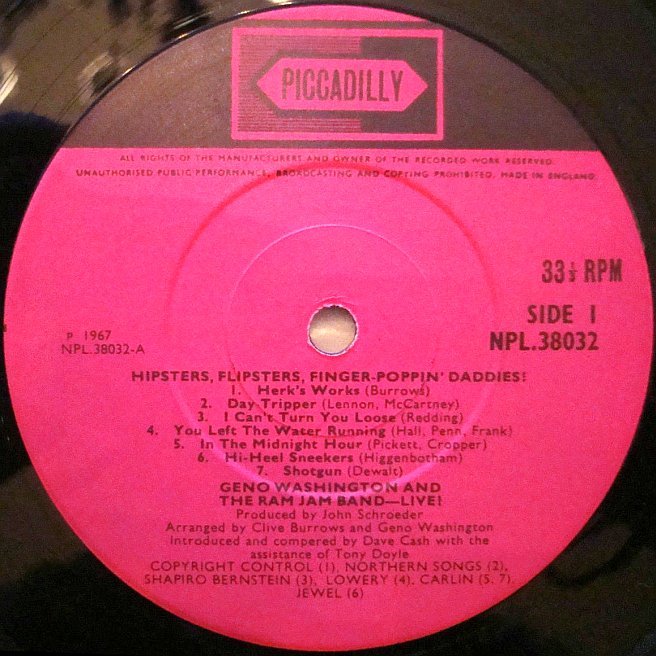 PICCADILLY
ALL RIGHTS OF THE MANUFACTURERS AND OWNER OF THE RECORDED WORK RESERVED.
UNAUTHORISED PUBLIC PERFORMANCE, BROADCASTING AND COPYING PROHIBITED. MADE IN ENGLAND.
33⅓ RPM
SIDE 1
NPL.38032
P 1967
NPL.38032-A
HIPSTERS, FLIPSTERS, FINGER-POPPIN' DADDIES!
1. Herk's Works (Burrows)
2. Day Tripper (Lennon, McCartney)
3. I Can't Turn You Loose (Redding)
4. You Left The Water Running (Hall, Penn, Frank)
5. In The Midnight Hour (Pickett, Cropper)
6. Hi-Heel Sneekers (Higgenbotham)
7. Shotgun (Dewalt)
GENO WASHINGTON AND
THE RAM JAM BAND—LIVE!
Produced by John Schroeder
Arranged by Clive Burrows and Geno Washington
Introduced and compered by Dave Cash with the
assistance of Tony Doyle
COPYRIGHT CONTROL (1), NORTHERN SONGS (2),
SHAPIRO BERNSTEIN (3), LOWERY (4), CARLIN (5, 7),
JEWEL (6)